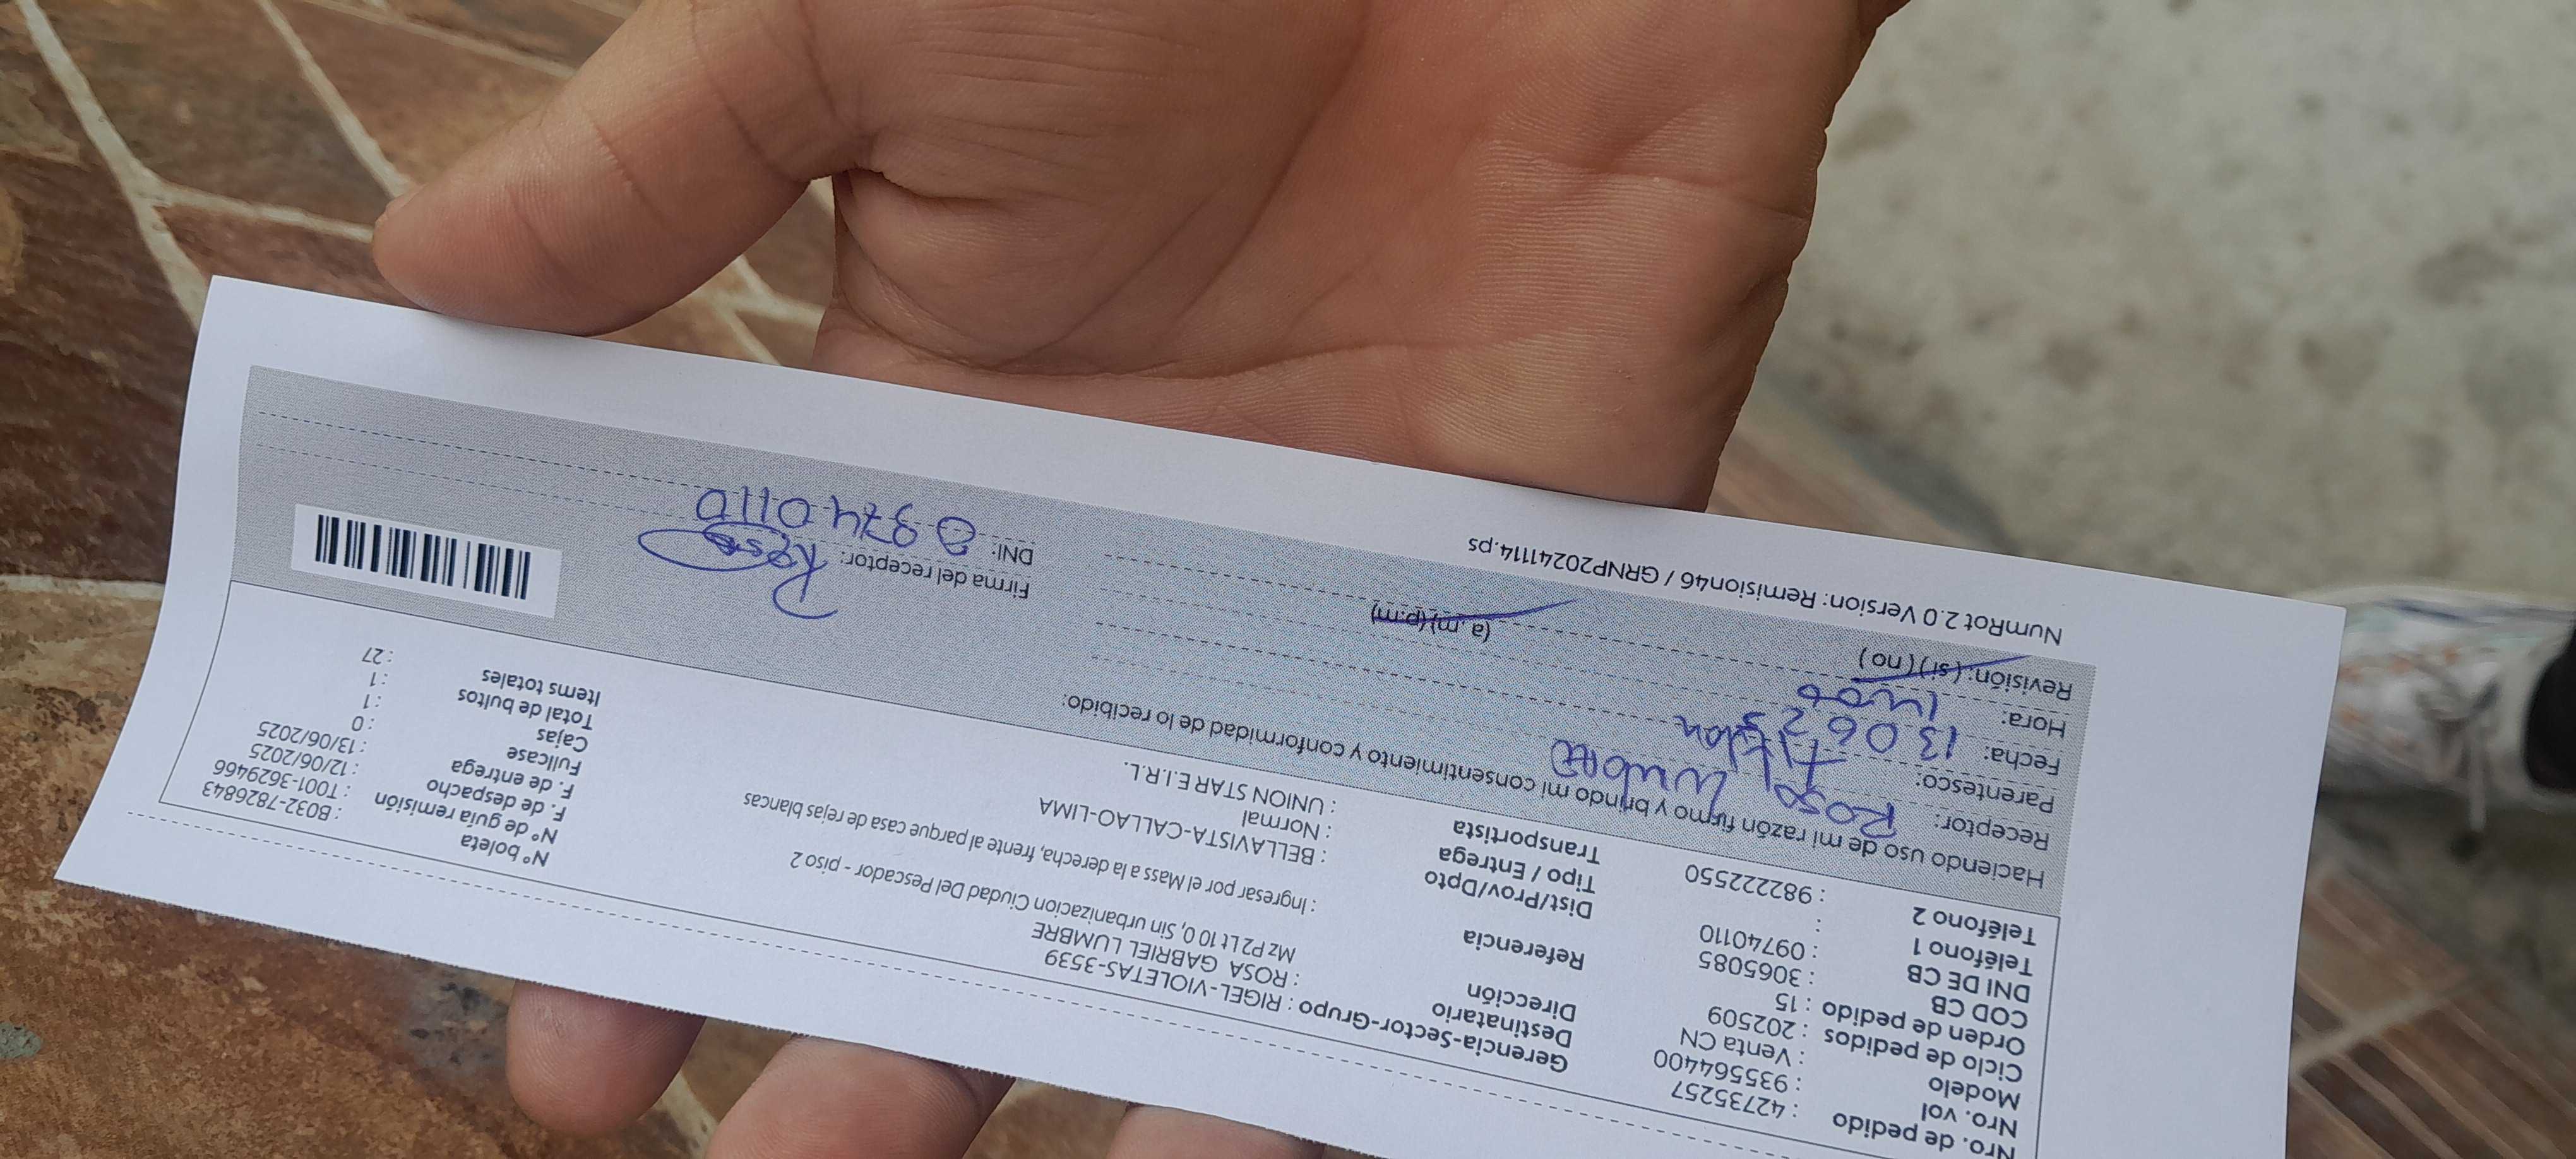 Nro. de pedido : 42735257
Nro. vol : 935564400
Modelo : Venta CN
Ciclo de pedidos : 202509
Orden de pedido : 15
COD CB : 3065085
DNI DE CB : 09740110
Teléfono 1 :
Teléfono 2 : 982222550
Gerencia-Sector-Grupo : RIGEL-VIOLETAS-3539
Destinatario : ROSA GABRIEL LUMBRE
Dirección Mz P2 Lt 10 0, Sin urbanizacion Ciudad Del Pescador - piso 2
Referencia : Ingresar por el Mass a la derecha, frente al parque casa de rejas blancas
Dist/Prov/Dpto : BELLAVISTA-CALLAO-LIMA
Tipo / Entrega : Normal
Transportista : UNION STAR E.I.R.L.
N° boleta : B032-7826843
N° de guía remisión : T001-3629466
F. de despacho : 12/06/2025
F. de entrega : 13/06/2025
Fullcase : 0
Cajas : 1
Total de bultos : 1
Items totales : 27
Haciendo uso de mi razón firmo y brindo mi consentimiento y conformidad de lo recibido:
Receptor: Rosa Lumbre
Parentesco:
Fecha: 13 06 25
Hora:
Revisión: (si) (no)
(a.m) (p.m)
Firma del receptor: Rosa
DNI: 09740110
NumRot 2.0 Version: Remision46 / GRNP20241114.ps